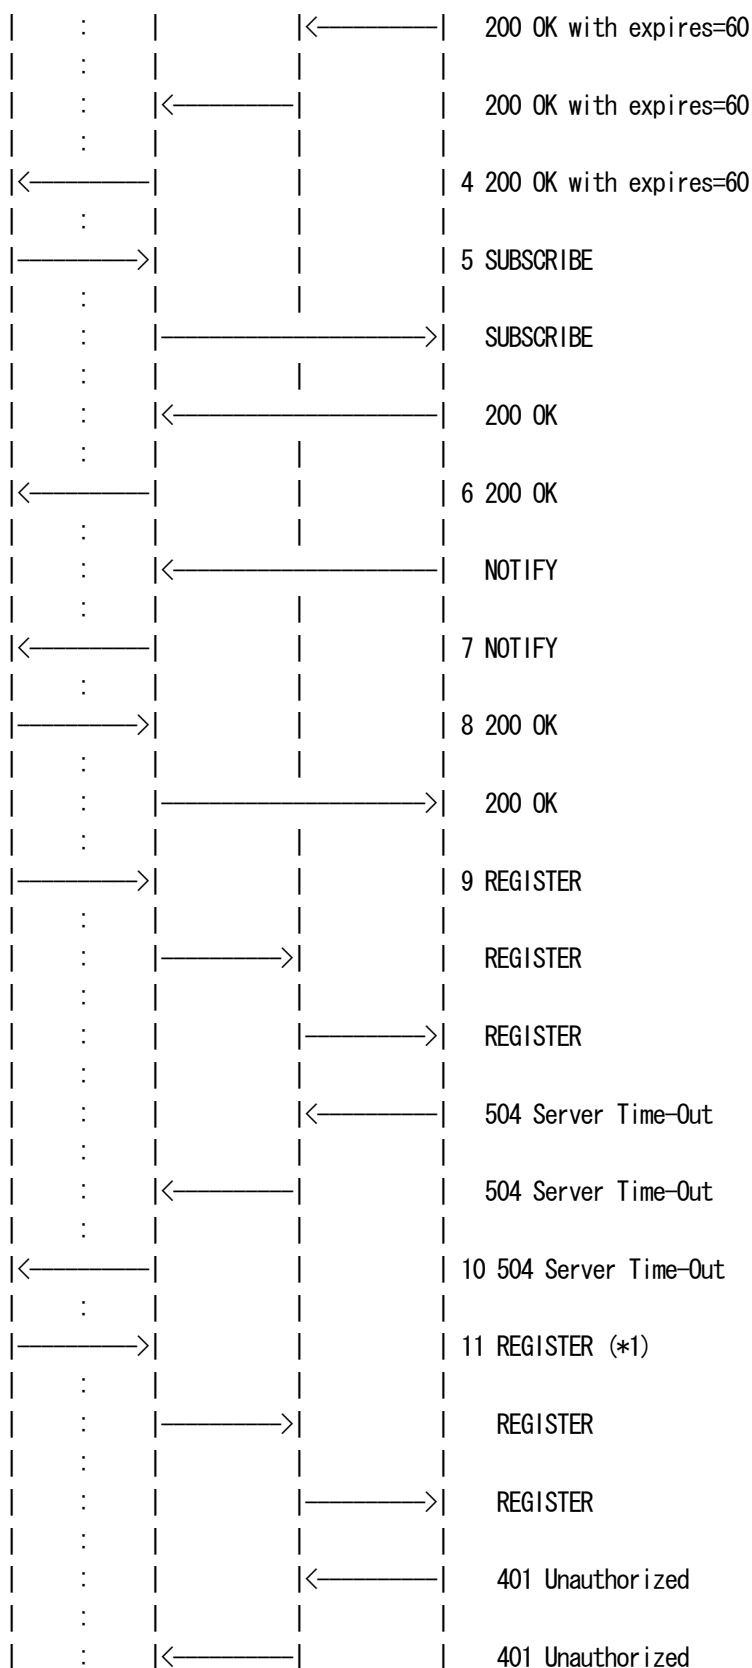 200 OK with expires=60
200 OK with expires=60
4 200 OK with expires=60
5 SUBSCRIBE
SUBSCRIBE
200 OK
6 200 OK
NOTIFY
7 NOTIFY
8 200 OK
200 OK
9 REGISTER
REGISTER
REGISTER
504 Server Time-Out
504 Server Time-Out
10 504 Server Time-Out
11 REGISTER (*1)
REGISTER
REGISTER
401 Unauthorized
401 Unauthorized